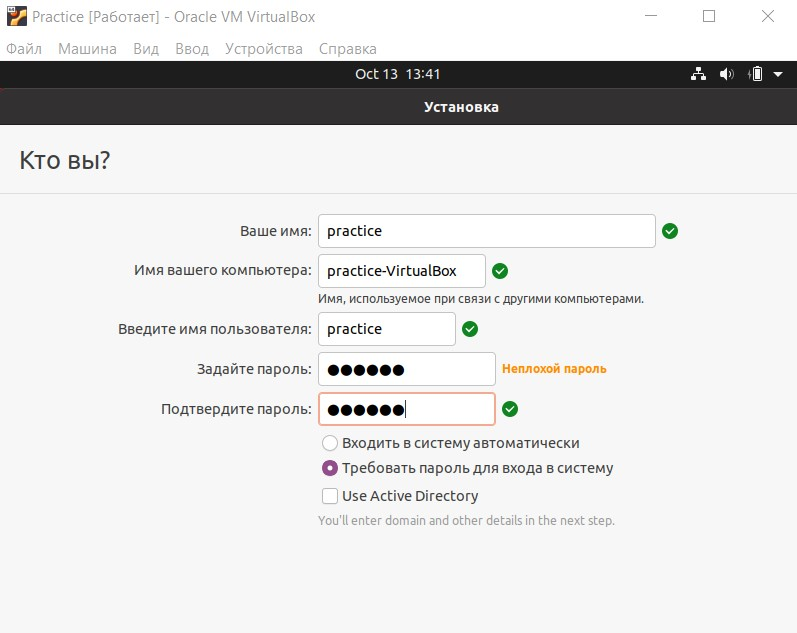 Practice [Работает] - Oracle VM VirtualBox
Файл Машина Вид Ввод Устройства Справка
Oct 13 13:41
Установка
Кто вы?
Ваше имя: practice
Имя вашего компьютера: practice-VirtualBox
Имя, используемое при связи с другими компьютерами.
Введите имя пользователя: practice
Задайте пароль: ●●●●●● Неплохой пароль
Подтвердите пароль: ●●●●●●
Входить в систему автоматически
Требовать пароль для входа в систему
Use Active Directory
You'll enter domain and other details in the next step.